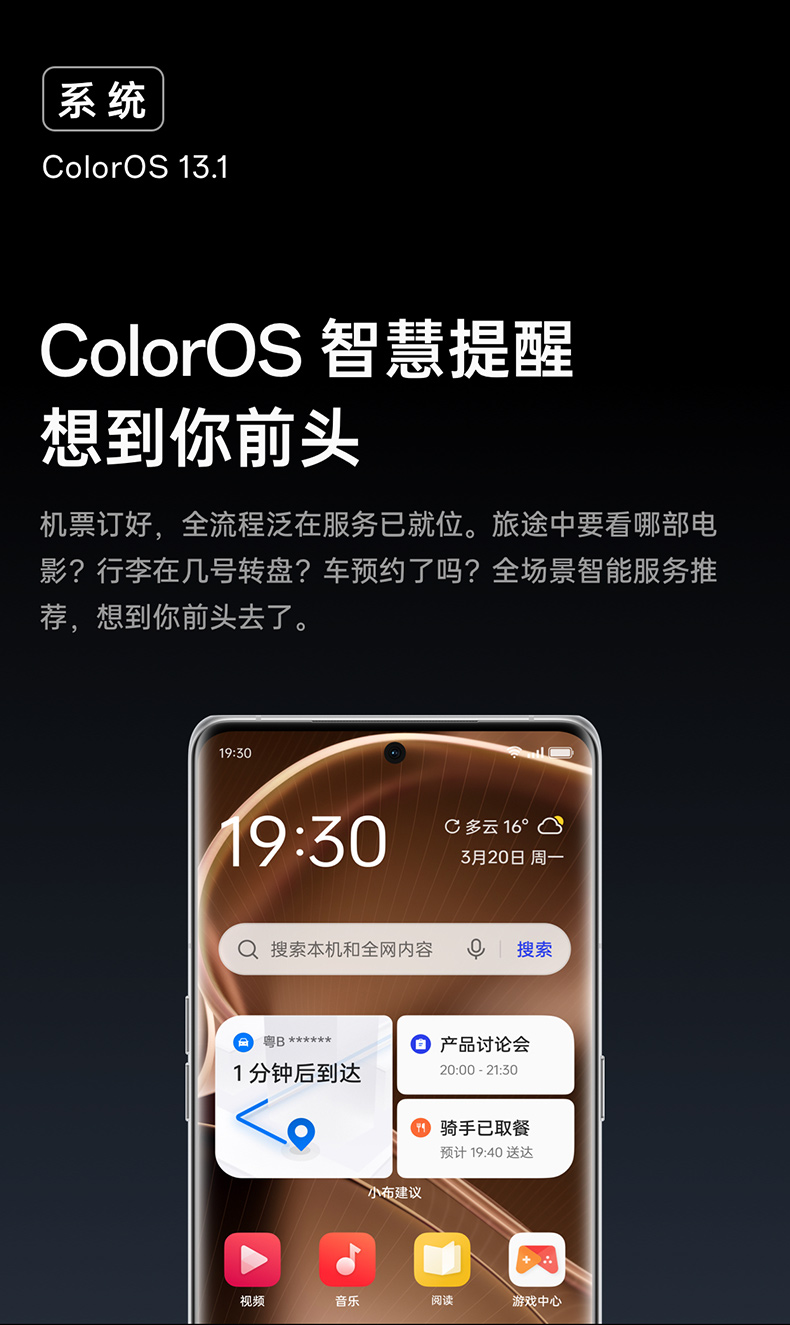 系统
ColorOS 13.1
ColorOS 智慧提醒
想到你前头
机票订好，全流程泛在服务已就位。旅途中要看哪部电
影？行李在几号转盘？车预约了吗？全场景智能服务推
荐，想到你前头去了。
19:30
19:30
多云 16°
3月20日 周一
搜索本机和全网内容 搜索
粤B ******
1 分钟后到达
产品讨论会
20:00 - 21:30
骑手已取餐
预计 19:40 送达
小布建议
视频 音乐 阅读 游戏中心